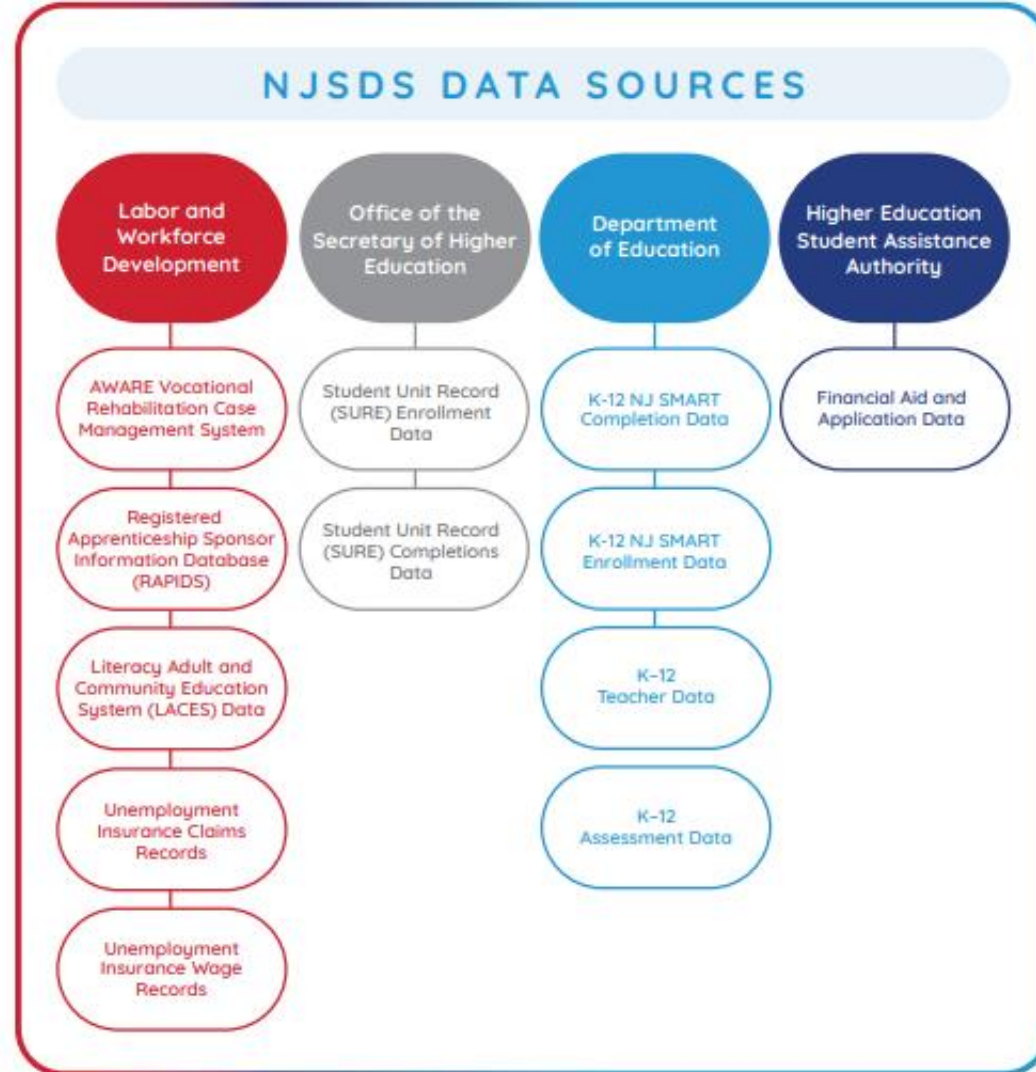 NJSDS DATA SOURCES
Labor and
Workforce
Development
AWARE Vocational
Rehabilitation Case
Management System
Registered
Apprenticeship Sponsor
Information Database
(RAPIDS)
Literacy Adult and
Community Education
System (LACES) Data
Unemployment
Insurance Claims
Records
Unemployment
Insurance Wage
Records
Office of the
Secretary of Higher
Education
Student Unit Record
(SURE) Enrollment
Data
Student Unit Record
(SURE) Completions
Data
Department
of Education
K-12 NJ SMART
Completion Data
K-12 NJ SMART
Enrollment Data
K–12
Teacher Data
K–12
Assessment Data
Higher Education
Student Assistance
Authority
Financial Aid and
Application Data